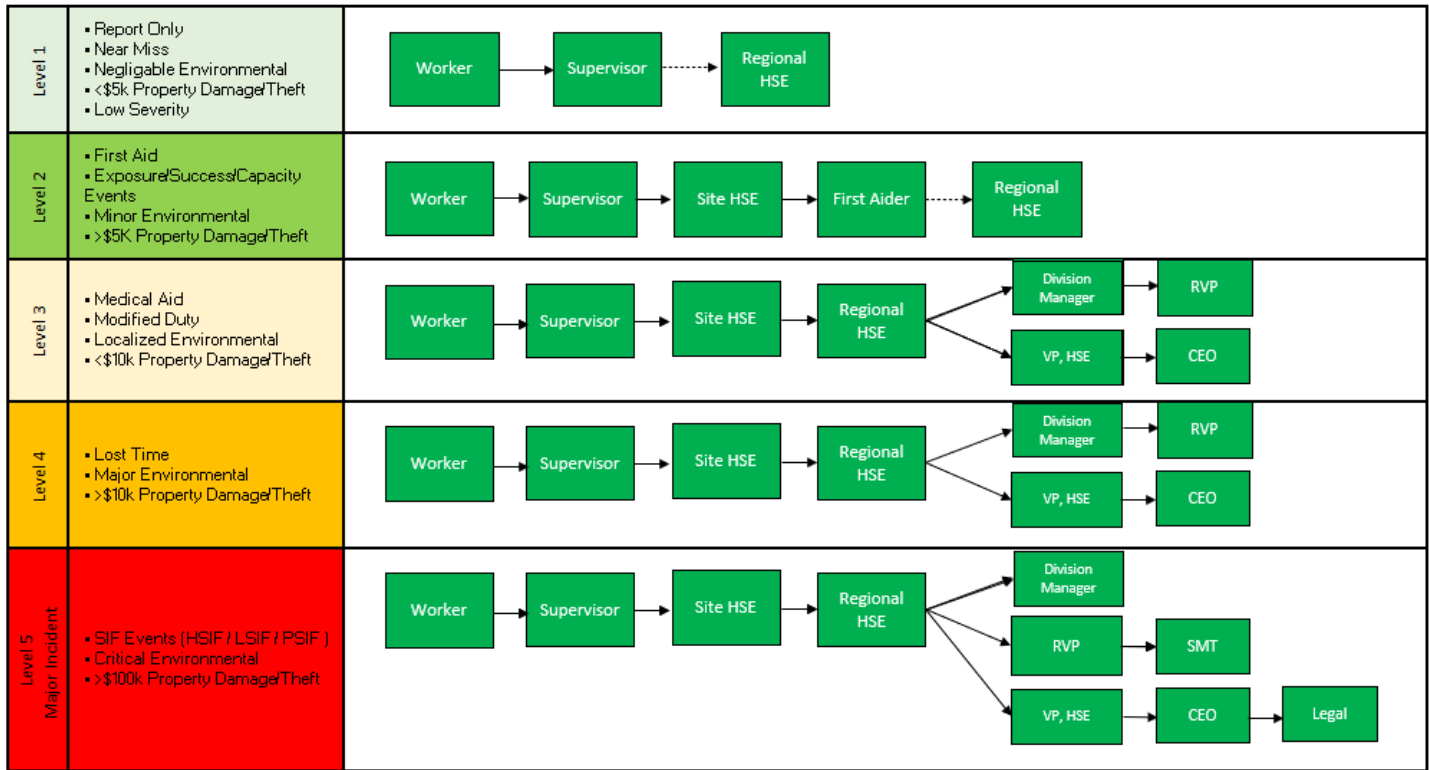 Level 1
▪ Report Only
▪ Near Miss
▪ Negligable Environmental
▪ <$5k Property Damage/Theft
▪ Low Severity
Worker
Supervisor
Regional
HSE
Level 2
▪ First Aid
▪ Exposure/Success/Capacity
Events
▪ Minor Environmental
▪ >$5K Property Damage/Theft
Worker
Supervisor
Site HSE
First Aider
Regional
HSE
Level 3
▪ Medical Aid
▪ Modified Duty
▪ Localized Environmental
▪ <$10k Property Damage/Theft
Worker
Supervisor
Site HSE
Regional
HSE
Division
Manager
RVP
VP, HSE
CEO
Level 4
▪ Lost Time
▪ Major Environmental
▪ >$10k Property Damage/Theft
Worker
Supervisor
Site HSE
Regional
HSE
Division
Manager
RVP
VP, HSE
CEO
Level 5
Major Incident
▪ SIF Events (HSIF / LSIF / PSIF )
▪ Critical Environmental
▪ >$100k Property Damage/Theft
Worker
Supervisor
Site HSE
Regional
HSE
Division
Manager
RVP
SMT
VP, HSE
CEO
Legal